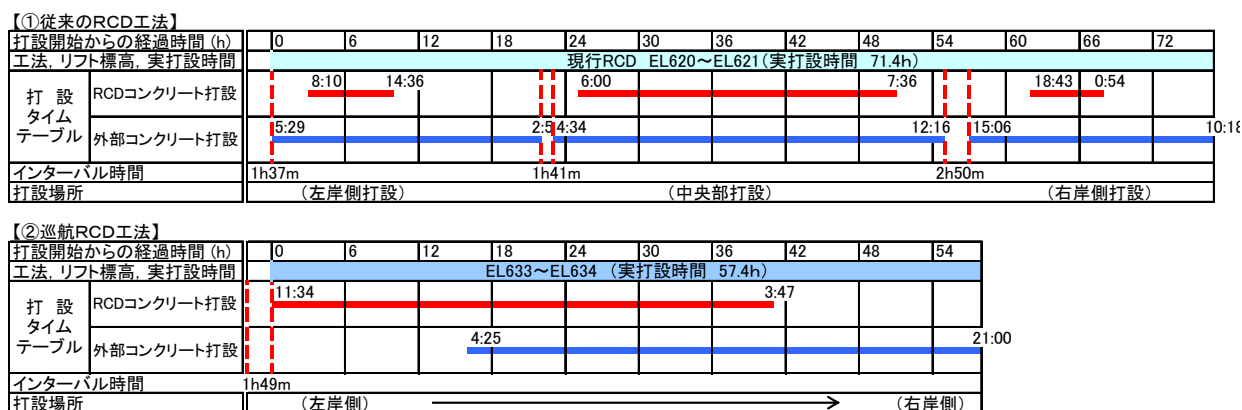 【①従来のRCD工法】
打設開始からの経過時間 (h) 0 6 12 18 24 30 36 42 48 54 60 66 72
工法, リフト標高, 実打設時間 現行RCD EL620～EL621(実打設時間 71.4h)
打 設
タイム
テーブル
RCDコンクリート打設 8:10 14:36 6:00 7:36 18:43 0:54
外部コンクリート打設 5:29 2:5 4:34 12:16 15:06 10:18
インターバル時間 1h37m 1h41m 2h50m
打設場所 (左岸側打設) (中央部打設) (右岸側打設)
【②巡航RCD工法】
打設開始からの経過時間 (h) 0 6 12 18 24 30 36 42 48 54
工法, リフト標高, 実打設時間 EL633～EL634 (実打設時間 57.4h)
打 設
タイム
テーブル
RCDコンクリート打設 11:34 3:47
外部コンクリート打設 4:25 21:00
インターバル時間 1h49m
打設場所 (左岸側) (右岸側)